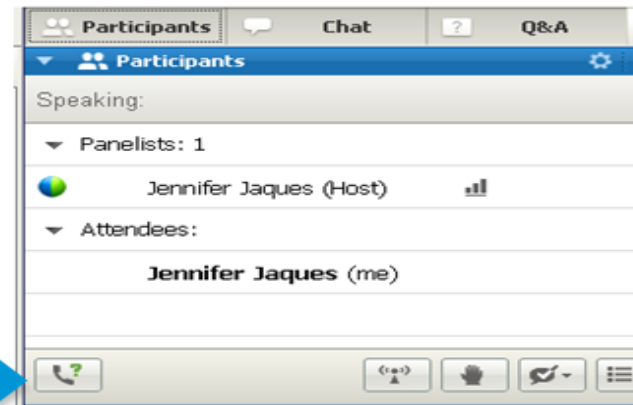 Participants Chat ? Q&A
Participants
Speaking:
Panelists: 1
Jennifer Jaques (Host)
Attendees:
Jennifer Jaques (me)
?